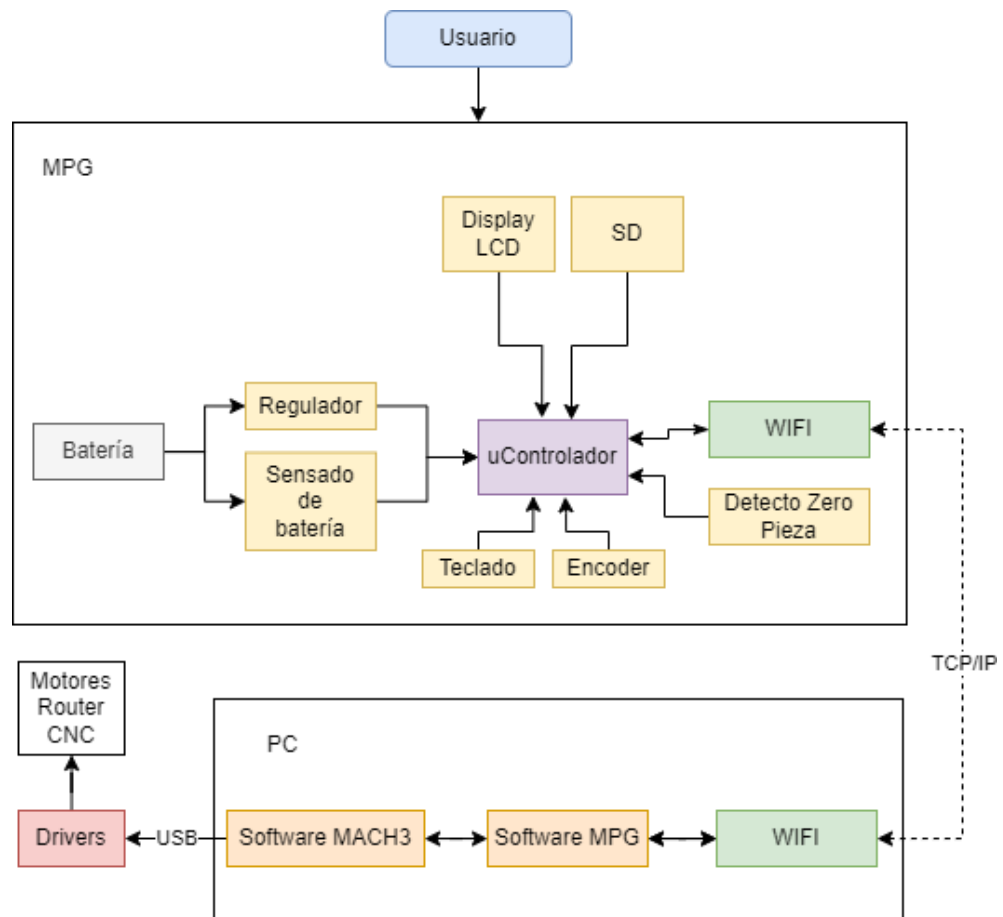 Usuario
MPG
Display
LCD
SD
Regulador
Batería
Sensado
de
batería
uControlador
WIFI
Detecto Zero
Pieza
Teclado
Encoder
TCP/IP
Motores
Router
CNC
PC
Drivers
USB
Software MACH3
Software MPG
WIFI